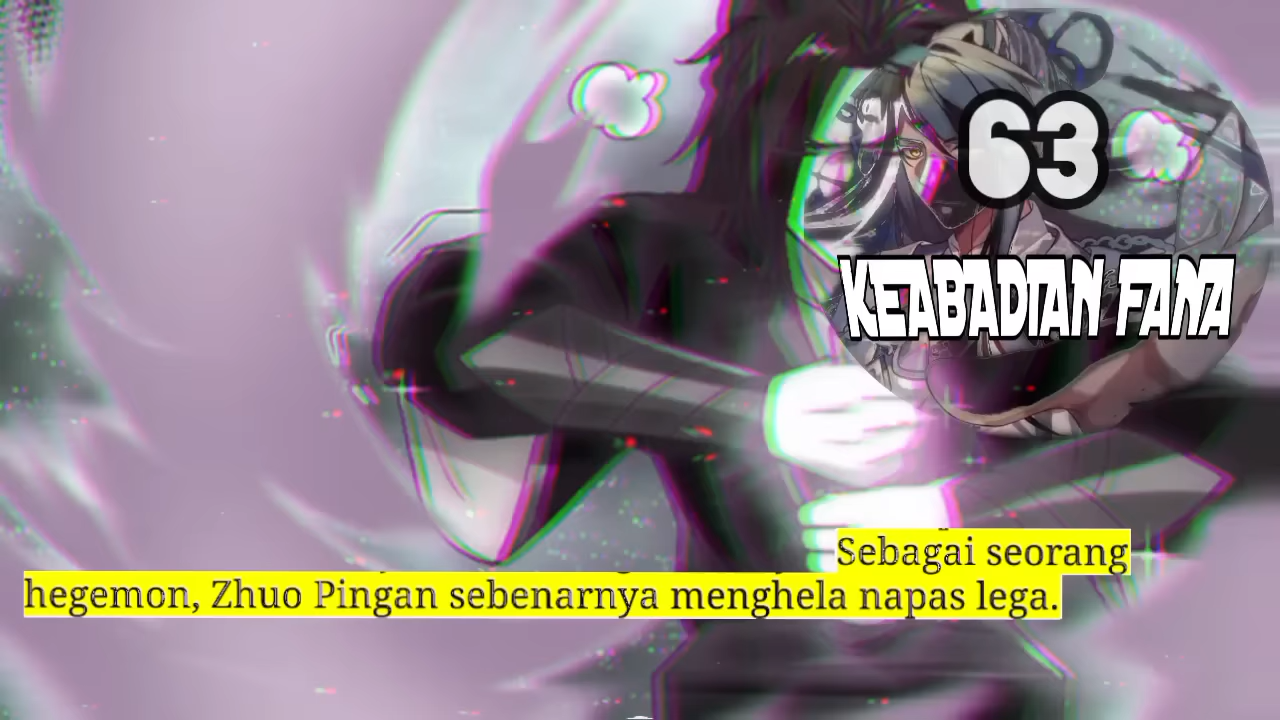 63
KEABADIAN FANA
Sebagai seorang
hegemon, Zhuo Pingan sebenarnya menghela napas lega.